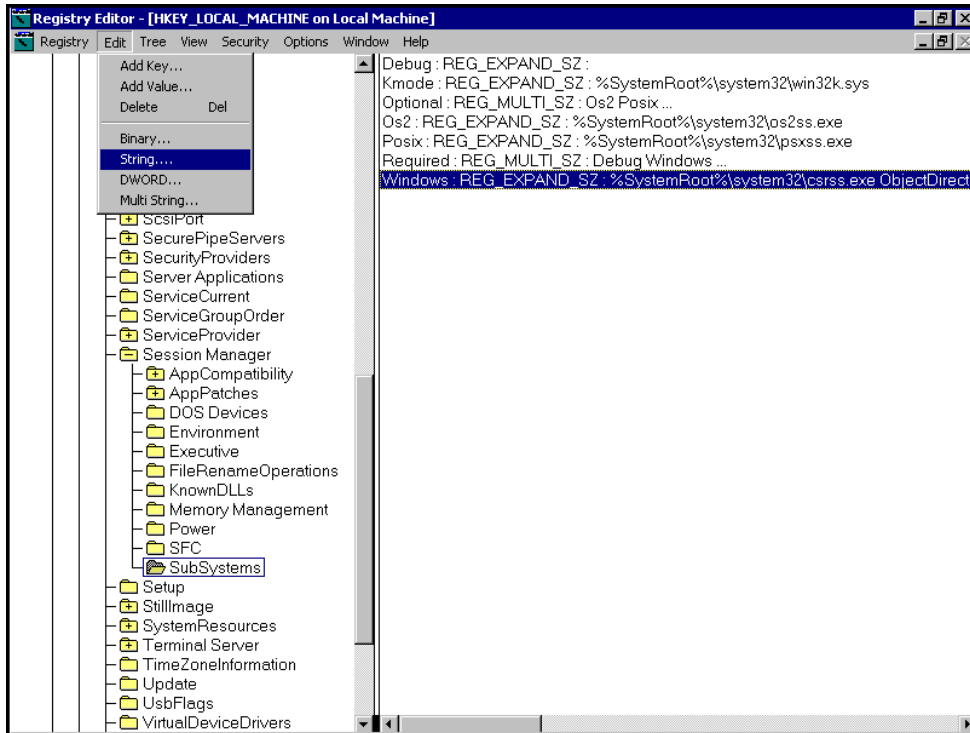 Registry Editor - [HKEY_LOCAL_MACHINE on Local Machine]
Registry Edit Tree View Security Options Window Help
Add Key...
Add Value...
Delete Del
Binary...
String....
DWORD...
Multi String...
ScsiPort
SecurePipeServers
SecurityProviders
Server Applications
ServiceCurrent
ServiceGroupOrder
ServiceProvider
Session Manager
AppCompatibility
AppPatches
DOS Devices
Environment
Executive
FileRenameOperations
KnownDLLs
Memory Management
Power
SFC
SubSystems
Setup
StillImage
SystemResources
Terminal Server
TimeZoneInformation
Update
UsbFlags
VirtualDeviceDrivers
Debug : REG_EXPAND_SZ :
Kmode : REG_EXPAND_SZ : %SystemRoot%\system32\win32k.sys
Optional : REG_MULTI_SZ : Os2 Posix ...
Os2 : REG_EXPAND_SZ : %SystemRoot%\system32\os2ss.exe
Posix : REG_EXPAND_SZ : %SystemRoot%\system32\psxss.exe
Required : REG_MULTI_SZ : Debug Windows ...
Windows : REG_EXPAND_SZ : %SystemRoot%\system32\csrss.exe ObjectDirect